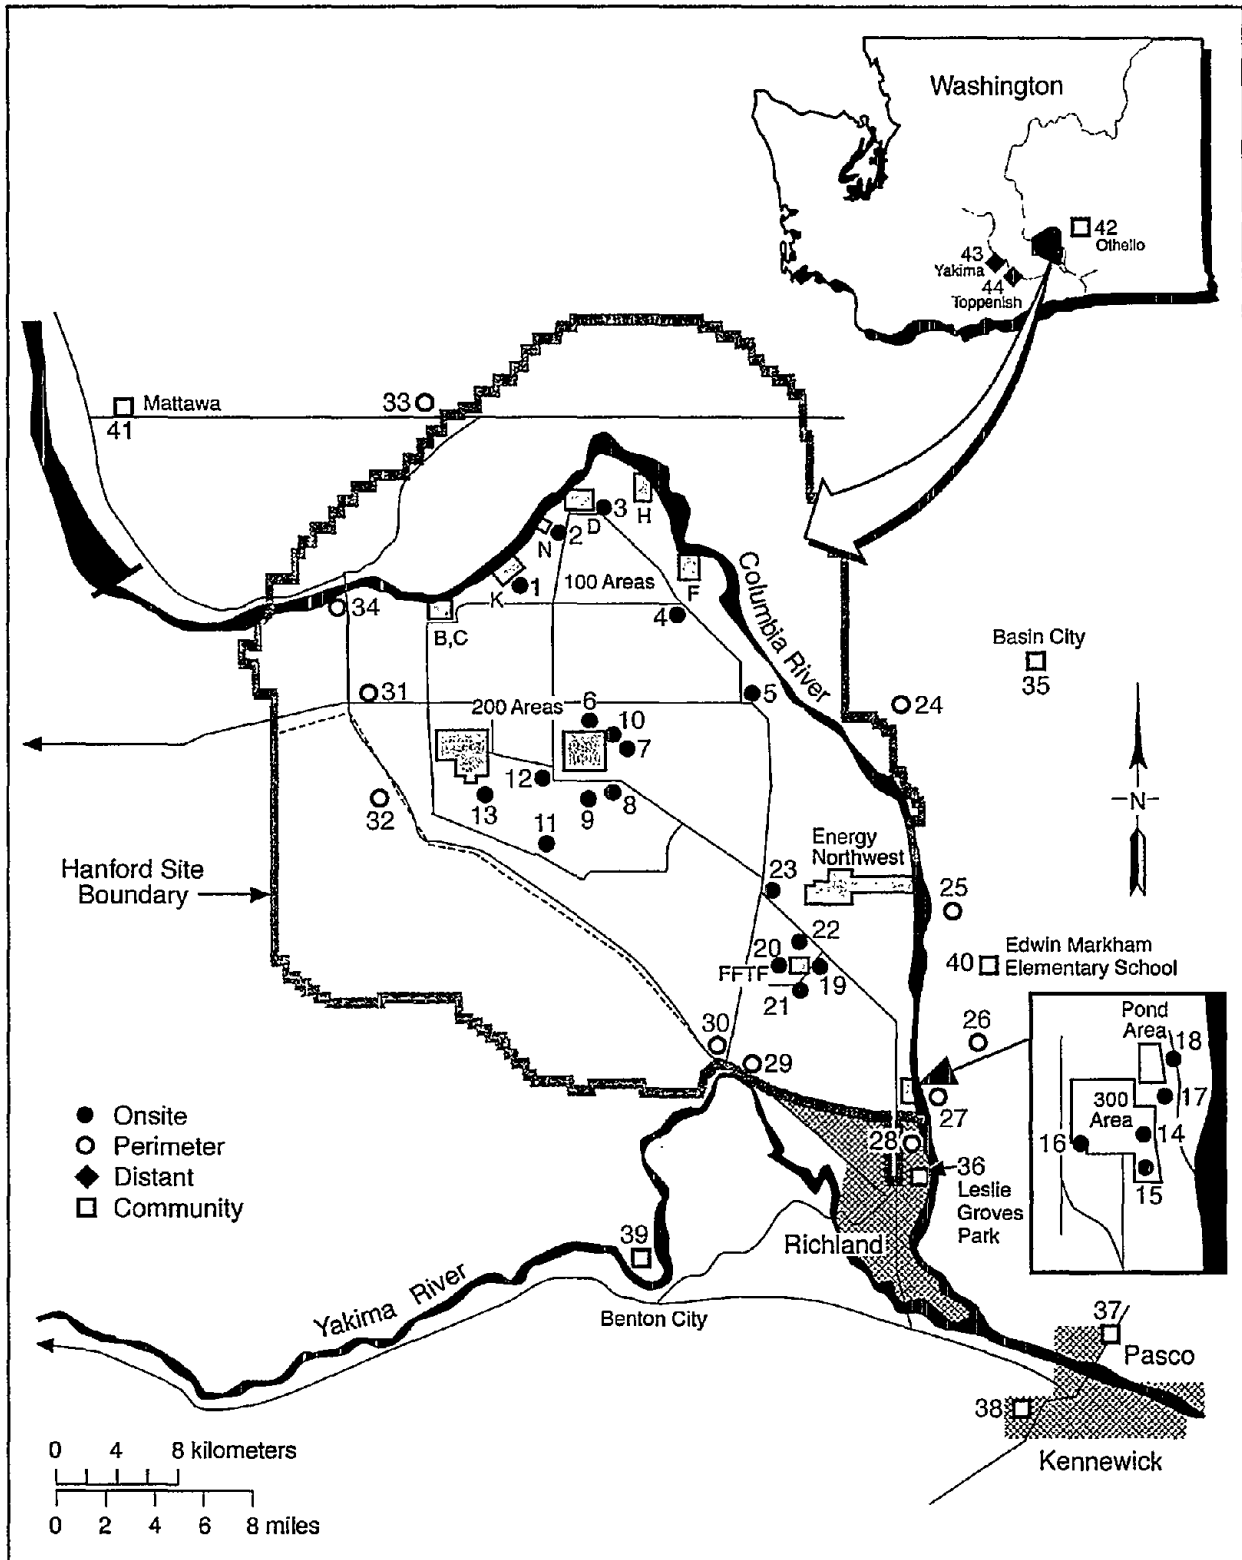 Washington
42
Othello
43
Yakima
44
Toppenish
Mattawa
41
33
H
3
D
2
N
1
K
100 Areas
F
Columbia River
34
B,C
4
Basin City
35
31
5
24
200 Areas
6
10
7
12
13
9
8
32
11
N
Hanford Site
Boundary
Energy
Northwest
23
25
22
20
FFTF
19
21
40
Edwin Markham
Elementary School
30
29
26
27
Pond
Area
18
300
Area
17
16
14
15
Onsite
Perimeter
Distant
Community
28
36
Leslie
Groves
Park
39
Richland
Yakima River
Benton City
37
Pasco
38
Kennewick
0 4 8 kilometers
0 2 4 6 8 miles